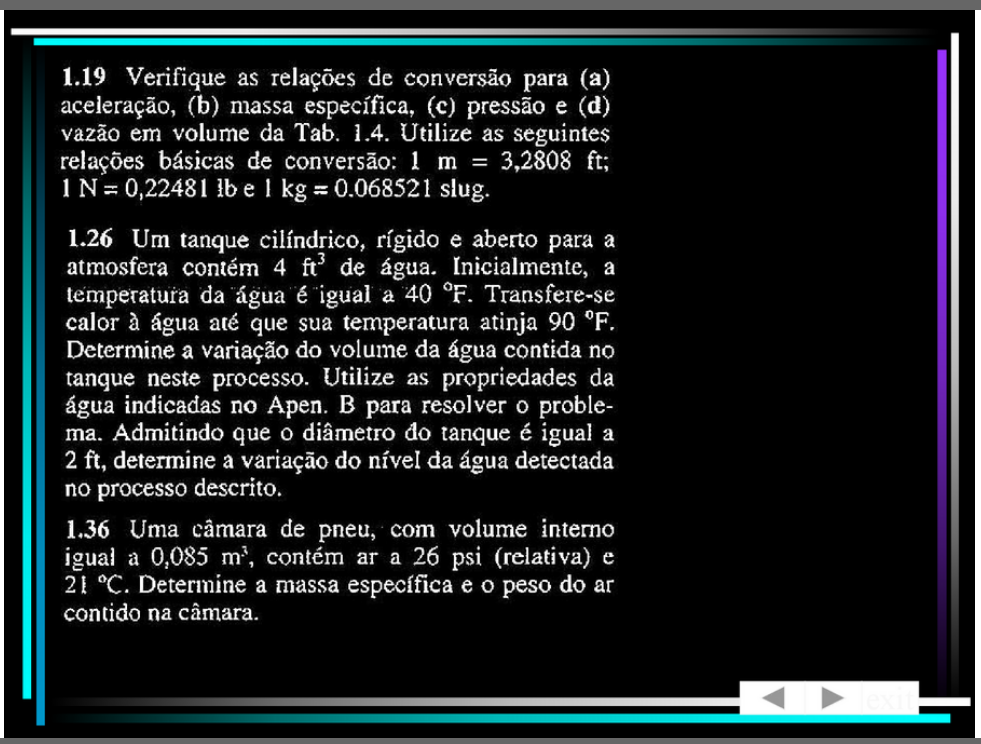 1.19 Verifique as relações de conversão para (a)
aceleração, (b) massa específica, (c) pressão e (d)
vazão em volume da Tab. 1.4. Utilize as seguintes
relações básicas de conversão: 1 m = 3,2808 ft;
1 N = 0,22481 lb e 1 kg = 0.068521 slug.
1.26 Um tanque cilíndrico, rígido e aberto para a
atmosfera contém 4 ft³ de água. Inicialmente, a
temperatura da água é igual a 40 °F. Transfere-se
calor à água até que sua temperatura atinja 90 °F.
Determine a variação do volume da água contida no
tanque neste processo. Utilize as propriedades da
água indicadas no Apen. B para resolver o proble-
ma. Admitindo que o diâmetro do tanque é igual a
2 ft, determine a variação do nível da água detectada
no processo descrito.
1.36 Uma câmara de pneu, com volume interno
igual a 0,085 m³, contém ar a 26 psi (relativa) e
21 °C. Determine a massa específica e o peso do ar
contido na câmara.
exit